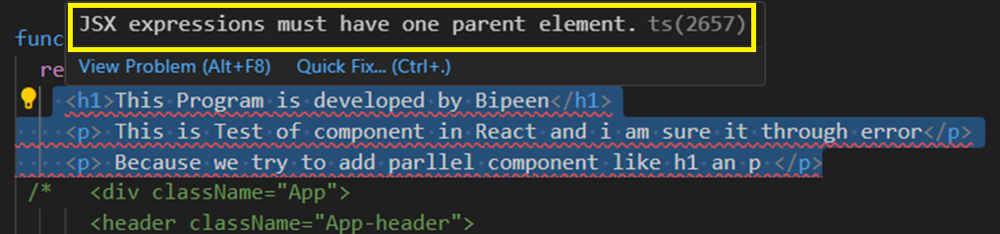 JSX expressions must have one parent element. ts(2657)
func
View Problem (Alt+F8) Quick Fix... (Ctrl+.)
re
<h1>This Program is developed by Bipeen</h1>
<p> This is Test of component in React and i am sure it through error</p>
<p> Because we try to add parllel component like h1 an p </p>
/* <div className="App">
<header className="App-header">